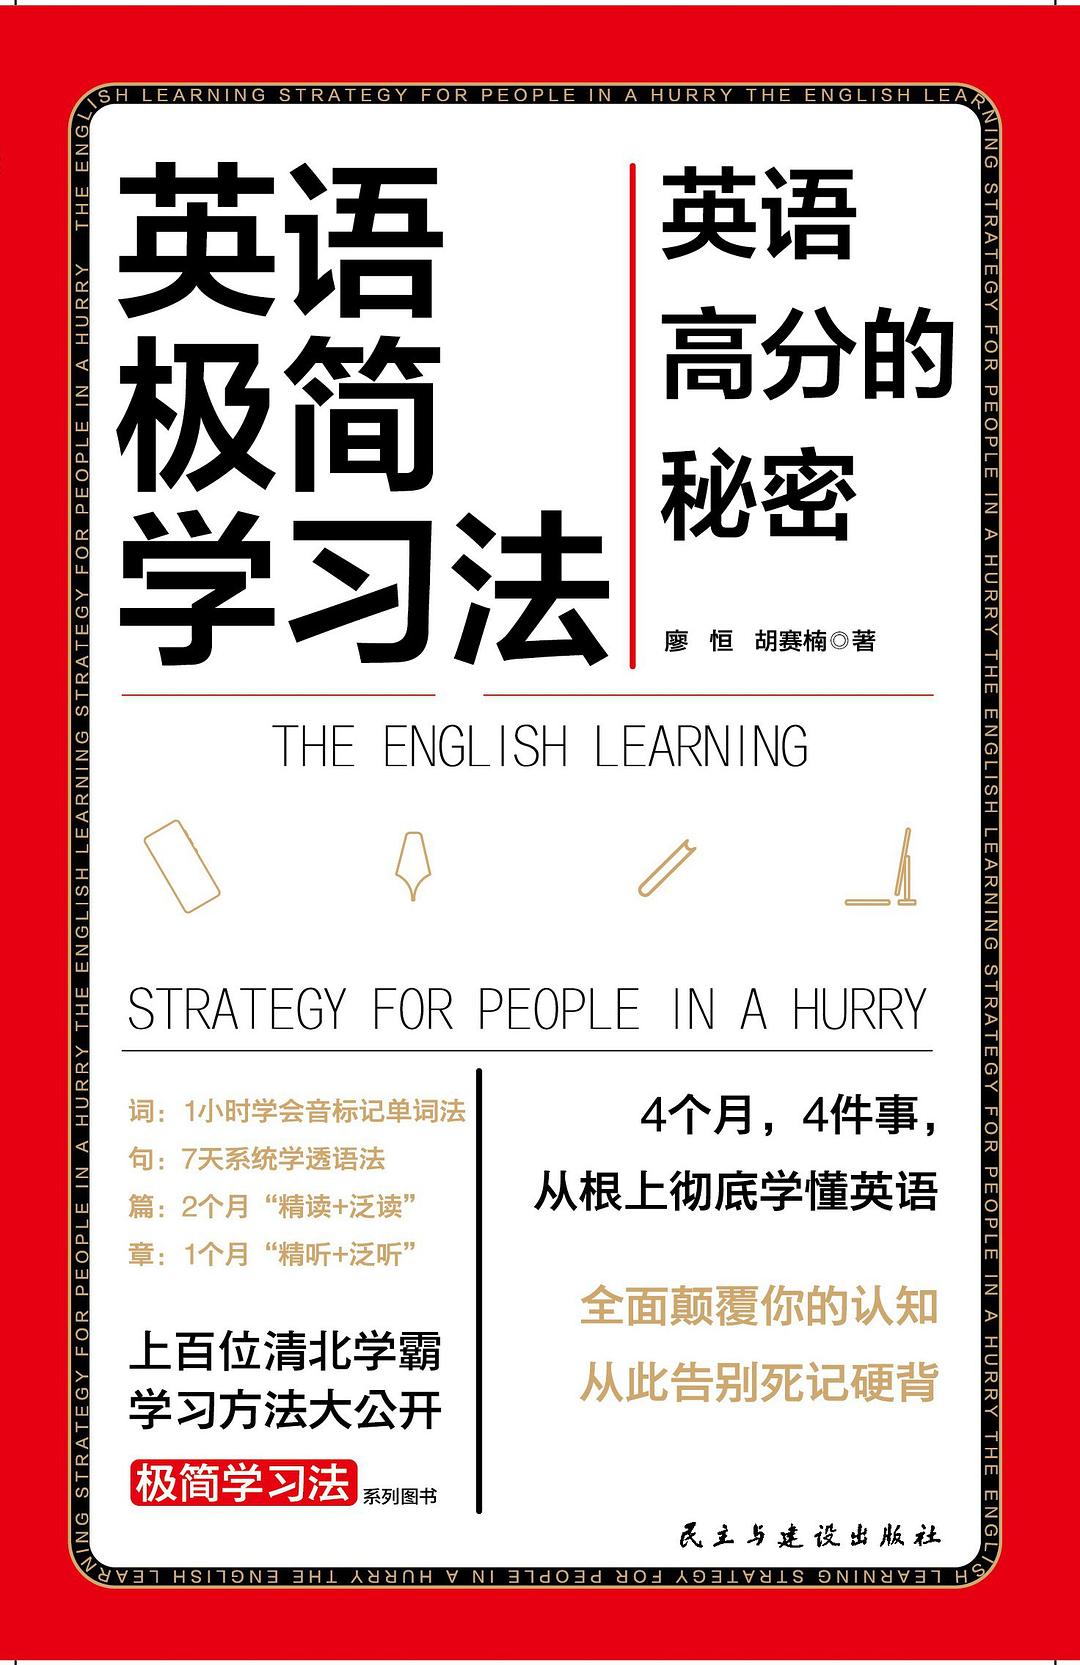 THE ENGLISH LEARNING STRATEGY FOR PEOPLE IN A HURRY THE ENGLISH LEARNING STRATEGY FOR PEOPLE IN A HURRY THE ENGLISH LEARNING STRATEGY FOR PEOPLE IN A HURRY THE ENGLISH LEARNING STRATEGY FOR PEOPLE IN A HURRY THE ENGLISH LEARNING STRATEGY FOR PEOPLE IN A HURRY THE ENGLISH LEARNING STRATEGY FOR PEOPLE IN A HURRY THE ENGLISH LEARNING STRATEGY FOR PEOPLE IN A HURRY
英语
极简
学习法
英语
高分的
秘密
廖 恒 胡赛楠◎著
THE ENGLISH LEARNING
STRATEGY FOR PEOPLE IN A HURRY
词：1小时学会音标记单词法
句：7天系统学透语法
篇：2个月“精读+泛读”
章：1个月“精听+泛听”
上百位清北学霸
学习方法大公开
极简学习法 系列图书
4个月，4件事，
从根上彻底学懂英语
全面颠覆你的认知
从此告别死记硬背
民主与建设出版社